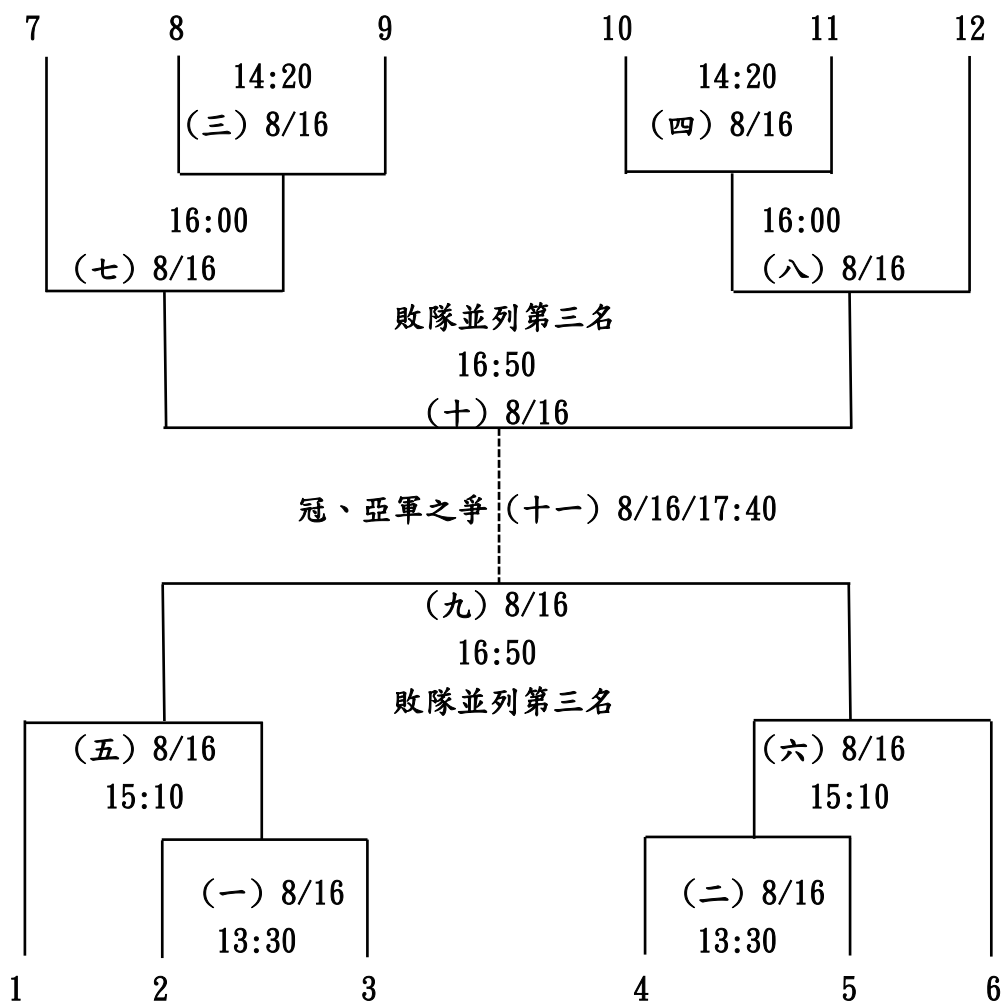 7 8 9 10 11 12
14:20 14:20
(三) 8/16 (四) 8/16
16:00 16:00
(七) 8/16 (八) 8/16
敗隊並列第三名
16:50
(十) 8/16
冠、亞軍之爭 (十一) 8/16/17:40
(九) 8/16
16:50
敗隊並列第三名
(五) 8/16 (六) 8/16
15:10 15:10
(一) 8/16 (二) 8/16
13:30 13:30
1 2 3 4 5 6